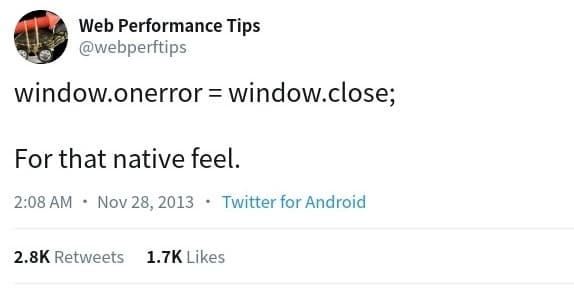 Web Performance Tips
@webperftips
window.onerror = window.close;
For that native feel.
2:08 AM • Nov 28, 2013 • Twitter for Android
2.8K Retweets 1.7K Likes